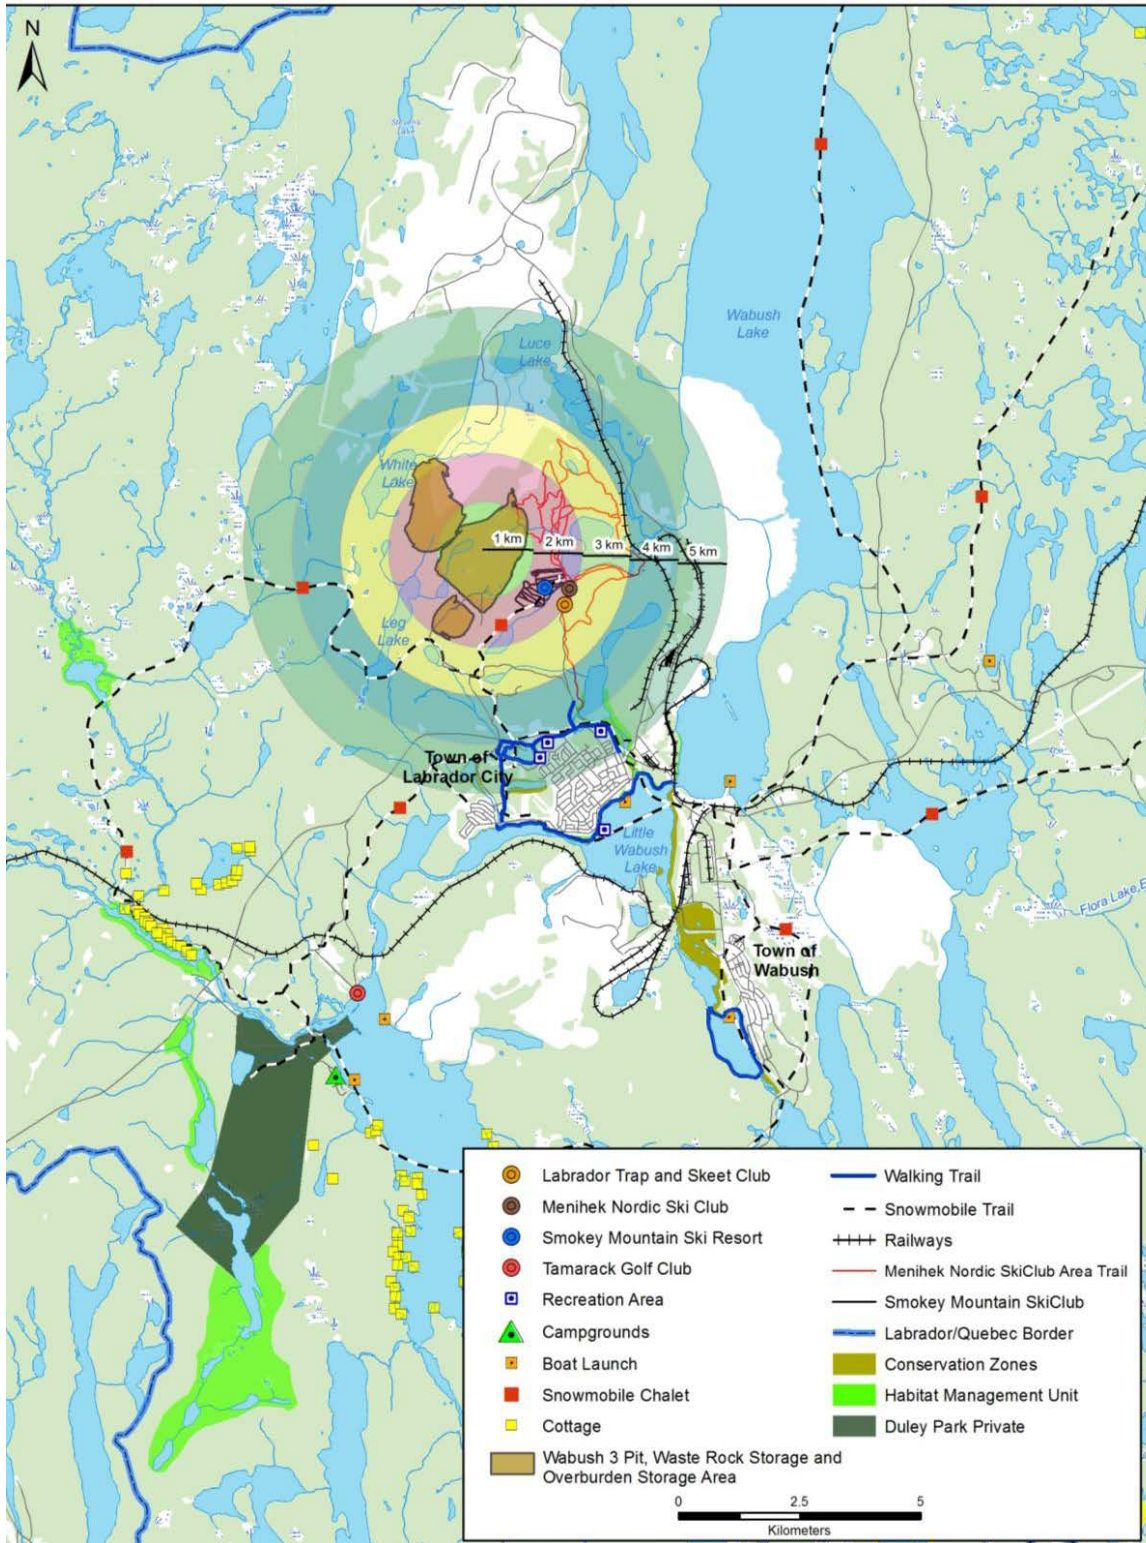 N
Stevens
Lake
Wabush
Lake
Luce
Lake
White
Lake
1 km
2 km
3 km
4 km
5 km
Leg
Lake
Town of
Labrador City
Little
Wabush
Lake
Flora Lake
Town of
Wabush
Labrador Trap and Skeet Club
Menihek Nordic Ski Club
Smokey Mountain Ski Resort
Tamarack Golf Club
Recreation Area
Campgrounds
Boat Launch
Snowmobile Chalet
Cottage
Wabush 3 Pit, Waste Rock Storage and
Overburden Storage Area
Walking Trail
Snowmobile Trail
Railways
Menihek Nordic SkiClub Area Trail
Smokey Mountain SkiClub
Labrador/Quebec Border
Conservation Zones
Habitat Management Unit
Duley Park Private
0 2.5 5
Kilometers